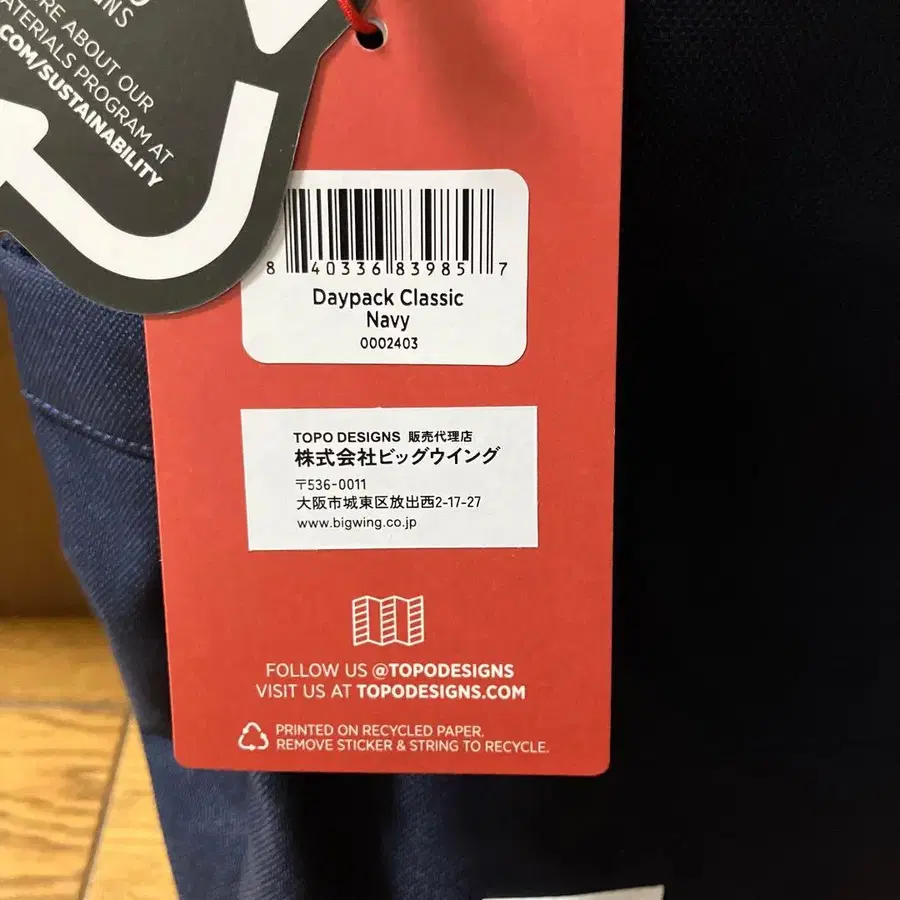 ABOUT OUR
MATERIALS PROGRAM AT
.COM/SUSTAINABILITY
8 40336 83985 7
Daypack Classic
Navy
0002403
TOPO DESIGNS 販売代理店
株式会社ビッグウイング
〒536-0011
大阪市城東区放出西2-17-27
www.bigwing.co.jp
FOLLOW US @TOPODESIGNS
VISIT US AT TOPODESIGNS.COM
PRINTED ON RECYCLED PAPER.
REMOVE STICKER & STRING TO RECYCLE.